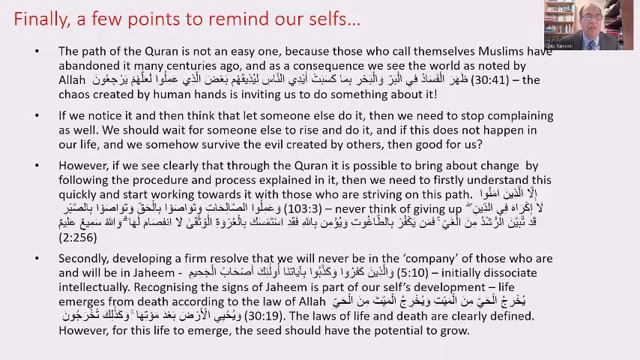 Finally, a few points to remind our selfs…
• The path of the Quran is not an easy one, because those who call themselves Muslims have
abandoned it many centuries ago, and as a consequence we see the world as noted by
Allah ظَهَرَ الْفَسَادُ فِي الْبَرِّ وَالْبَحْرِ بِمَا كَسَبَتْ أَيْدِي النَّاسِ لِيُذِيقَهُم بَعْضَ الَّذِي عَمِلُوا لَعَلَّهُمْ يَرْجِعُونَ (30:41) – the
chaos created by human hands is inviting us to do something about it!
• If we notice it and then think that let someone else do it, then we need to stop complaining
as well. We should wait for someone else to rise and do it, and if this does not happen in
our life, and we somehow survive the evil created by others, then good for us?
• However, if we see clearly that through the Quran it is possible to bring about change by
following the procedure and process explained in it, then we need to firstly understand this
quickly and start working towards it with those who are striving on this path. إِلَّا الَّذِينَ آمَنُوا
وَعَمِلُوا الصَّالِحَاتِ وَتَوَاصَوْا بِالْحَقِّ وَتَوَاصَوْا بِالصَّبْرِ (103:3) – never think of giving up لَا إِكْرَاهَ فِي الدِّينِ ۖ
قَد تَّبَيَّنَ الرُّشْدُ مِنَ الْغَيِّ ۚ فَمَن يَكْفُرْ بِالطَّاغُوتِ وَيُؤْمِن بِاللَّهِ فَقَدِ اسْتَمْسَكَ بِالْعُرْوَةِ الْوُثْقَىٰ لَا انفِصَامَ لَهَا ۗ وَاللَّهُ سَمِيعٌ عَلِيمٌ
(2:256)
• Secondly, developing a firm resolve that we will never be in the 'company' of those who are
and will be in Jaheem - وَالَّذِينَ كَفَرُوا وَكَذَّبُوا بِآيَاتِنَا أُولَٰئِكَ أَصْحَابُ الْجَحِيمِ (5:10) – initially dissociate
intellectually. Recognising the signs of Jaheem is part of our self's development – life
emerges from death according to the law of Allah يُخْرِجُ الْحَيَّ مِنَ الْمَيِّتِ وَيُخْرِجُ الْمَيِّتَ مِنَ الْحَيِّ
وَيُحْيِي الْأَرْضَ بَعْدَ مَوْتِهَا ۚ وَكَذَٰلِكَ تُخْرَجُونَ (30:19). The laws of life and death are clearly defined.
However, for this life to emerge, the seed should have the potential to grow.